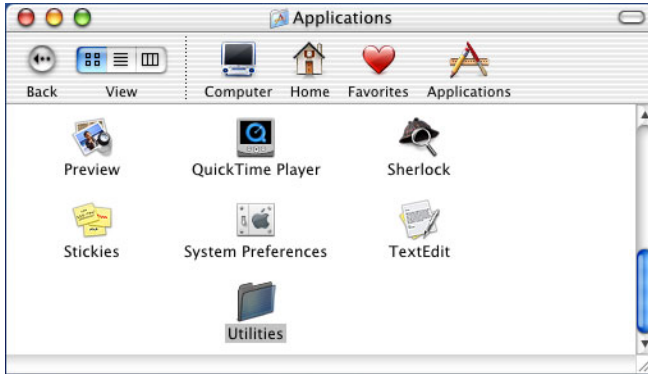 Applications
Back View Computer Home Favorites Applications
Preview QuickTime Player Sherlock
Stickies System Preferences TextEdit
Utilities